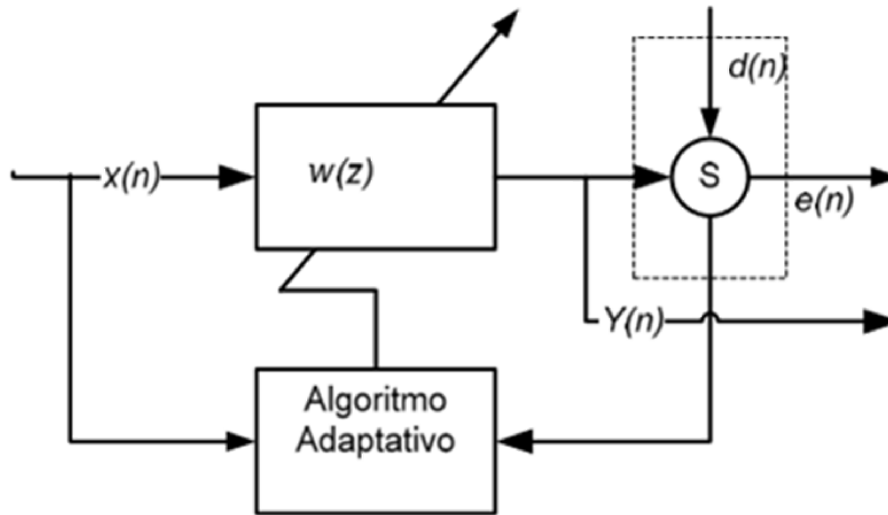 d(n)
x(n)
w(z)
S
e(n)
Y(n)
Algoritmo
Adaptativo